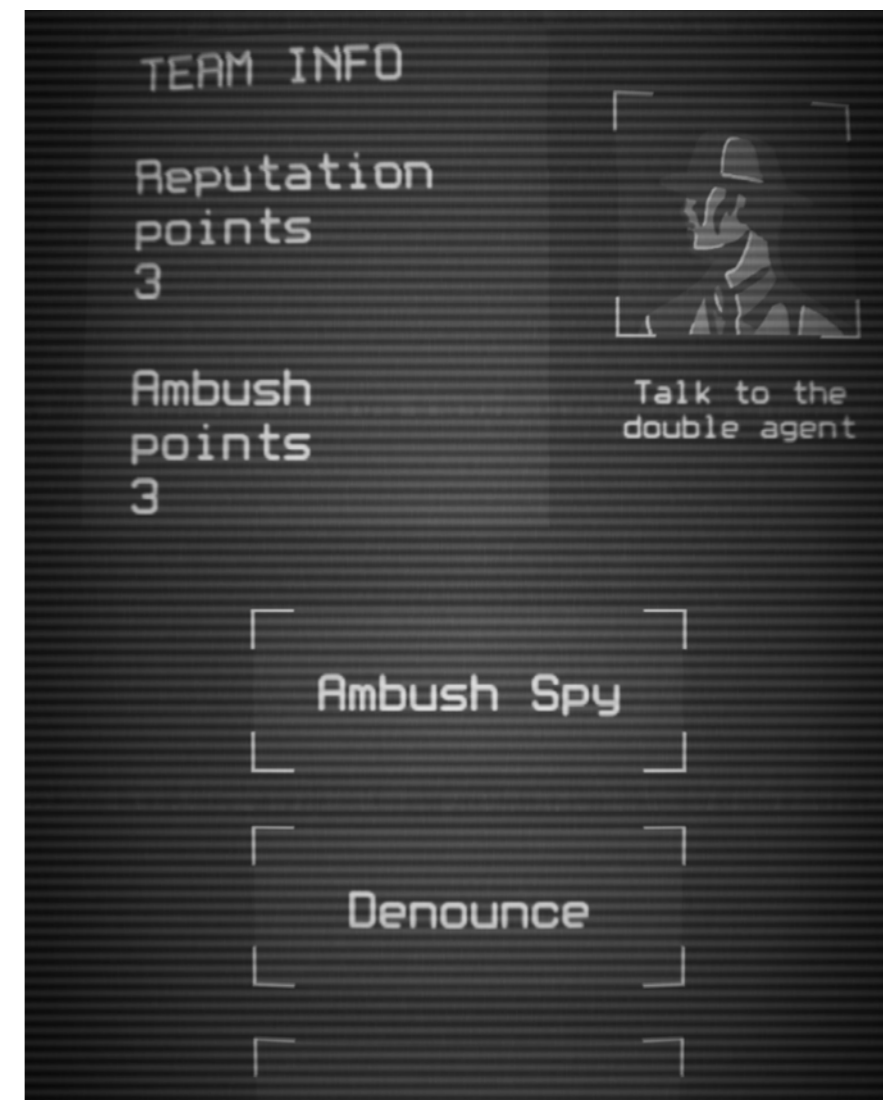 TEAM INFO
Reputation
points
3
Ambush
points
3
Talk to the
double agent
Ambush Spy
Denounce